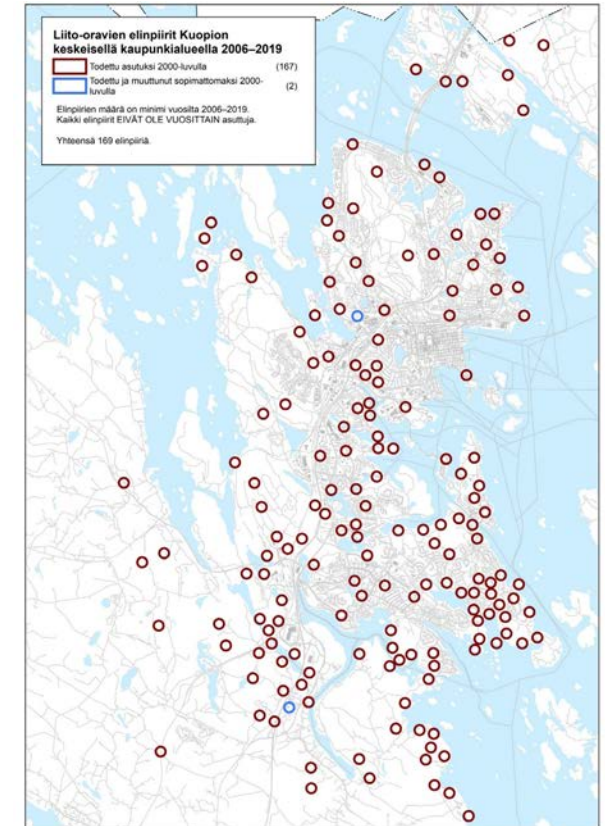 Liito-oravien elinpiirit Kuopion
keskeisellä kaupunkialueella 2006–2019
Todettu asutuksi 2000-luvulla (167)
Todettu ja muuttunut sopimattomaksi 2000-
luvulla (2)
Elinpiirien määrä on minimi vuosilta 2006–2019.
Kaikki elinpiirit EIVÄT OLE VUOSITTAIN asuttuja.
Yhteensä 169 elinpiiriä.